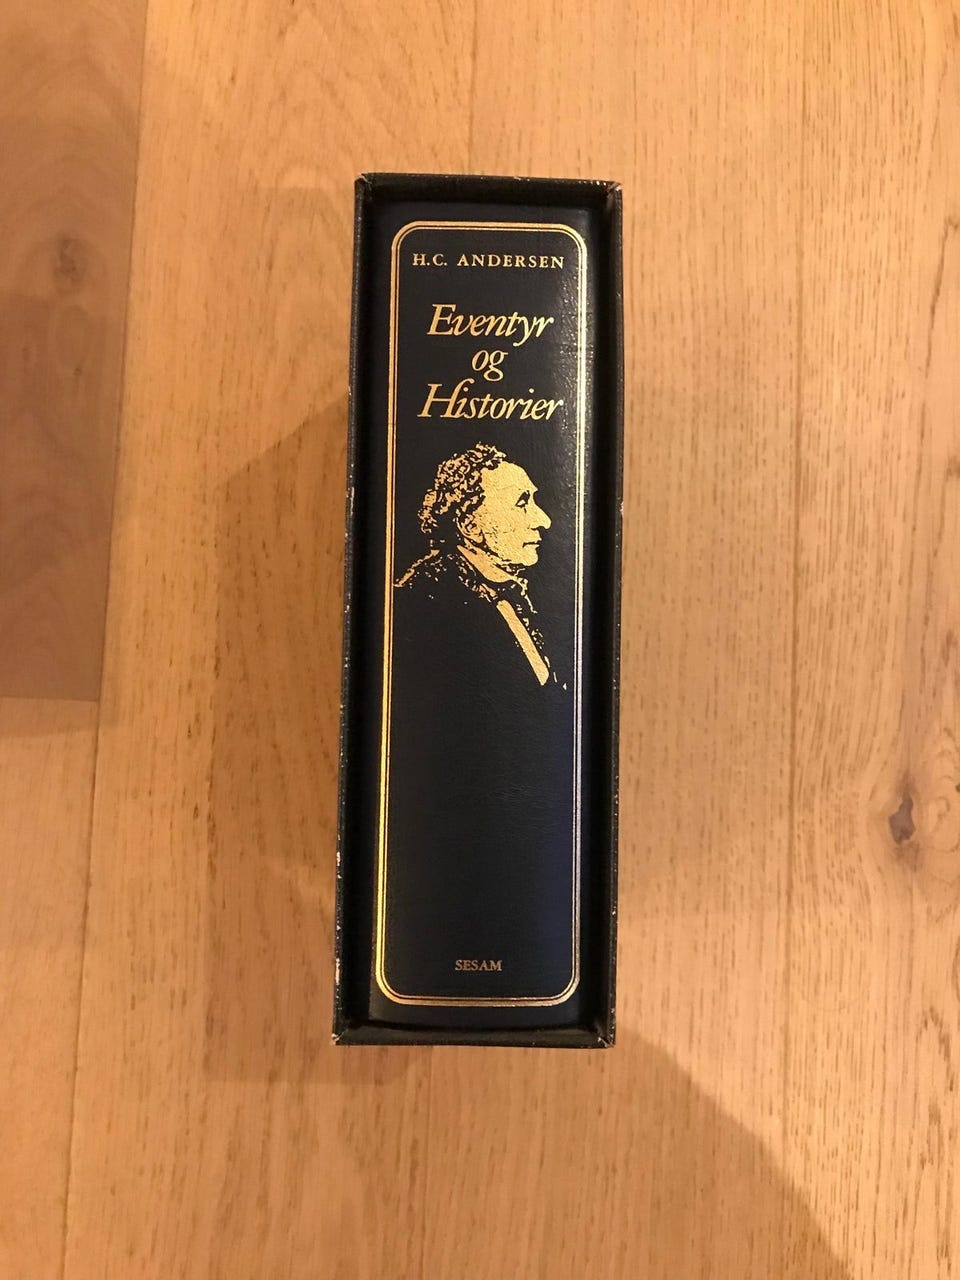 H.C. ANDERSEN
Eventyr
og
Historier
SESAM